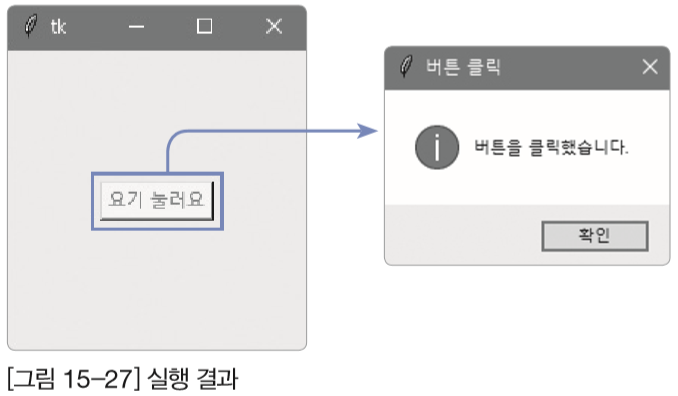 tk
요기 눌러요
버튼 클릭
버튼을 클릭했습니다.
확인
[그림 15-27] 실행 결과